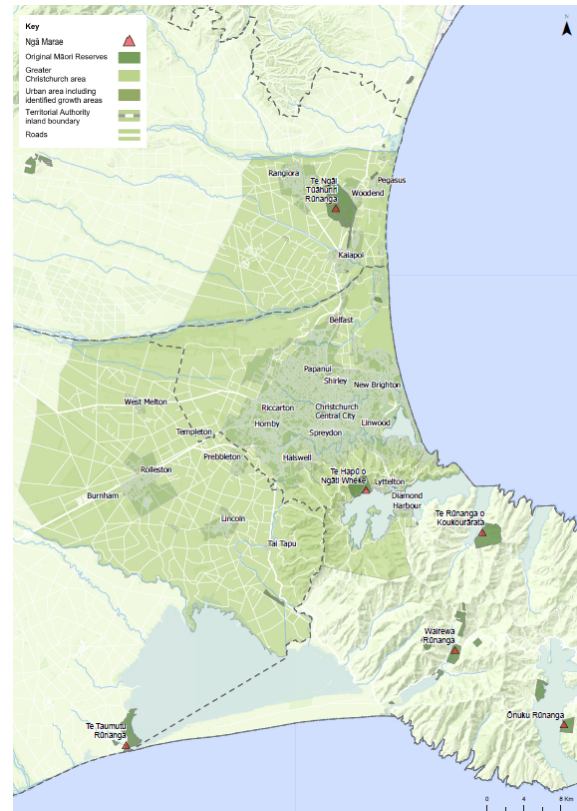 Key
Ngā Marae
Original Māori Reserves
Greater
Christchurch area
Urban area including
identified growth areas
Territorial Authority
inland boundary
Roads
N
Rangiora
Te Ngāi
Tūāhuriri
Rūnanga
Pegasus
Woodend
Kaiapoi
Belfast
Papanui
Shirley
New Brighton
West Melton
Riccarton
Christchurch
Central City
Hornby
Linwood
Templeton
Spreydon
Prebbleton
Halswell
Rolleston
Te Hapū o
Ngāti Wheke
Lyttelton
Burnham
Diamond
Harbour
Lincoln
Te Rūnanga o
Koukourārata
Tai Tapu
Wairewa
Rūnanga
Ōnuku Rūnanga
Te Taumutu
Rūnanga
0 4 8 Km